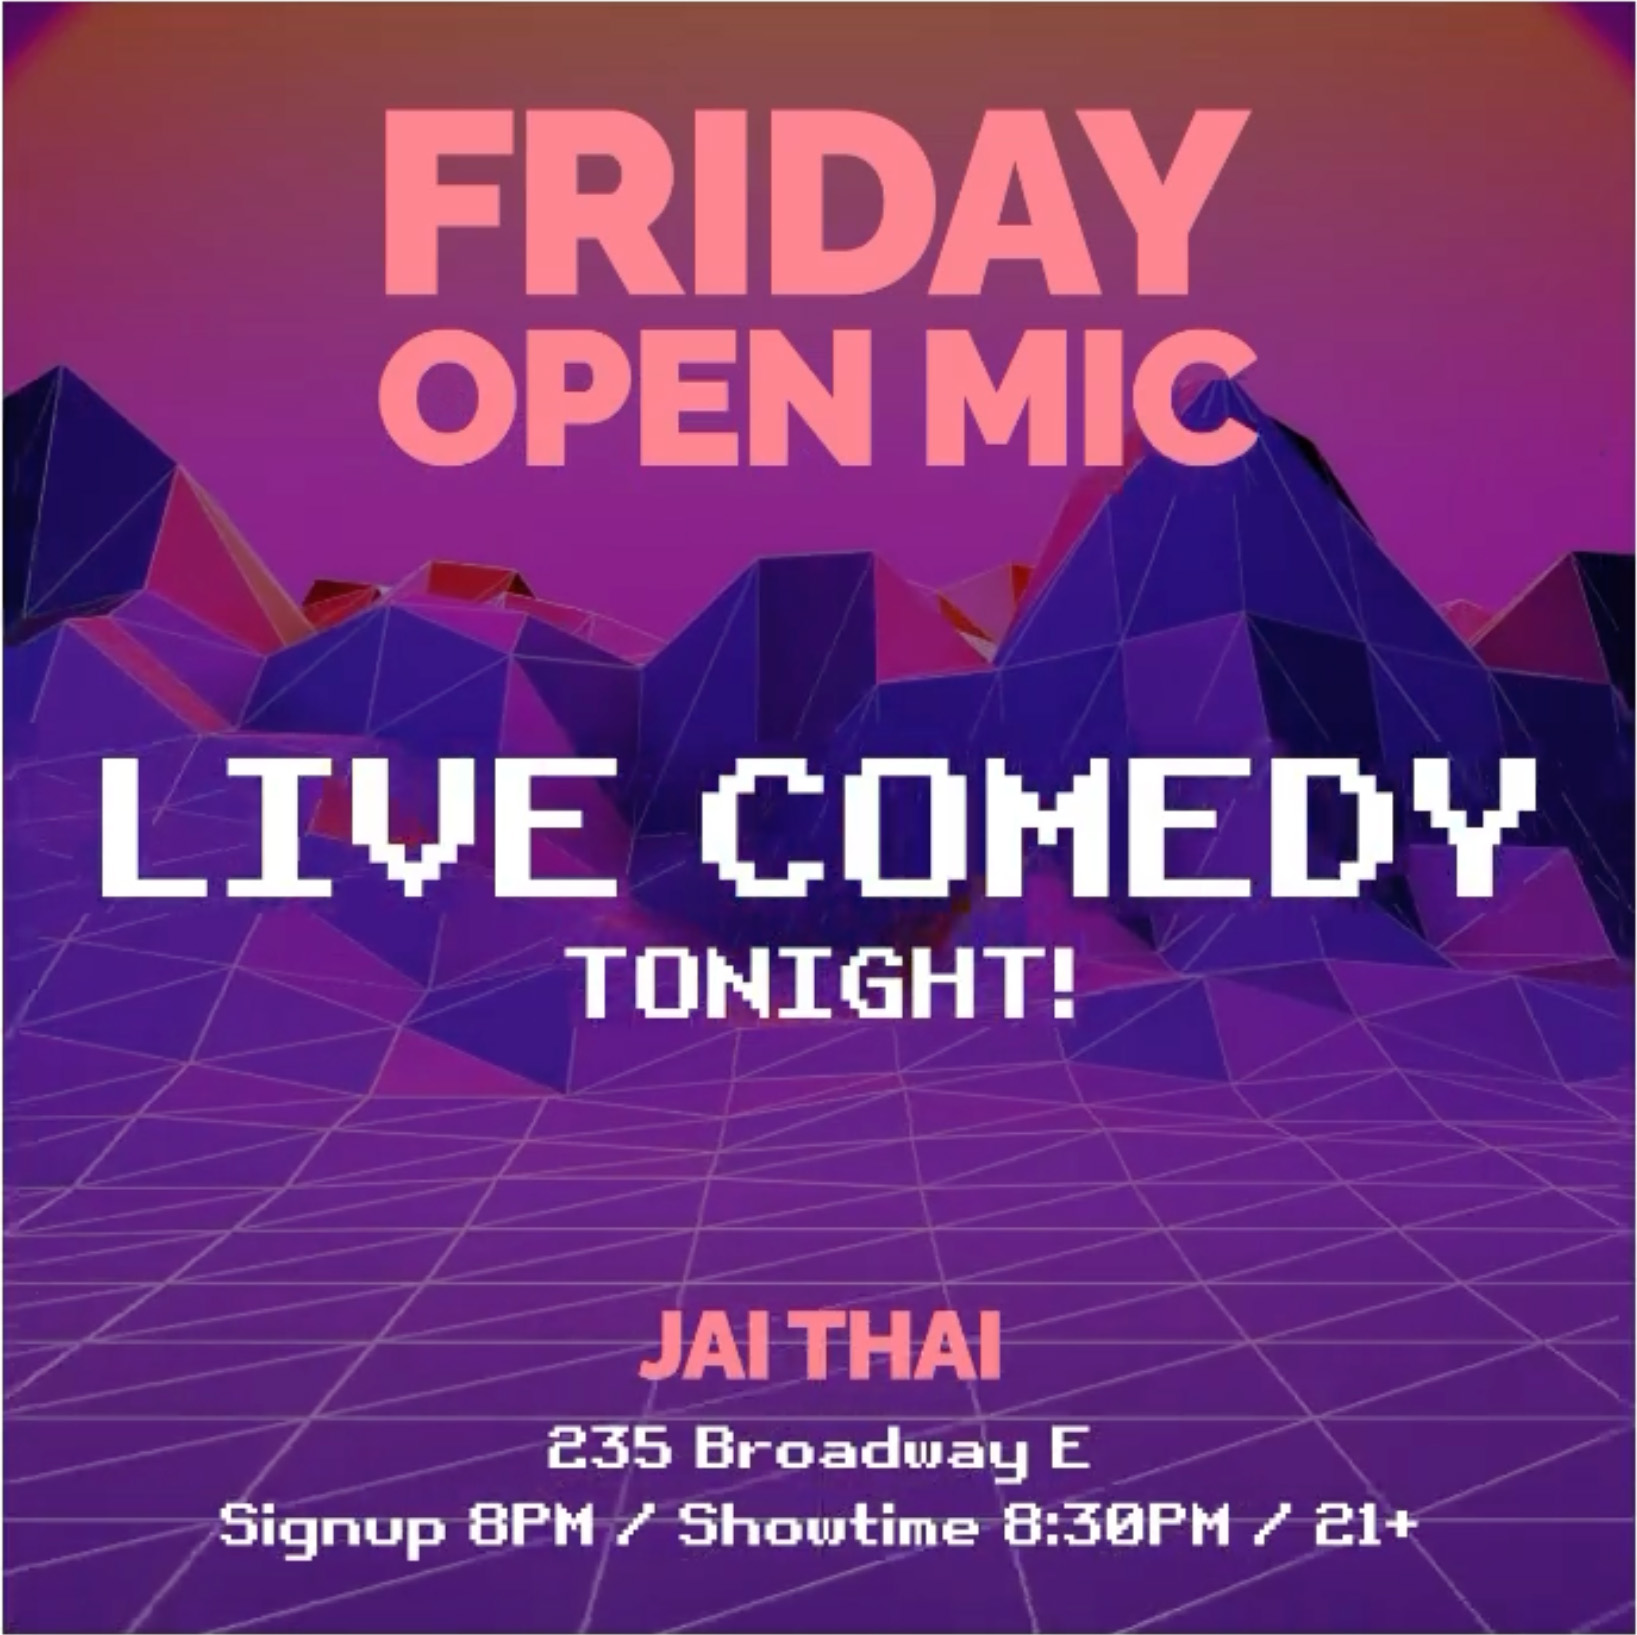 FRIDAY
OPEN MIC
LIVE COMEDY
TONIGHT!
JAI THAI
235 Broadway E
Signup 8PM / Showtime 8:30PM / 21+